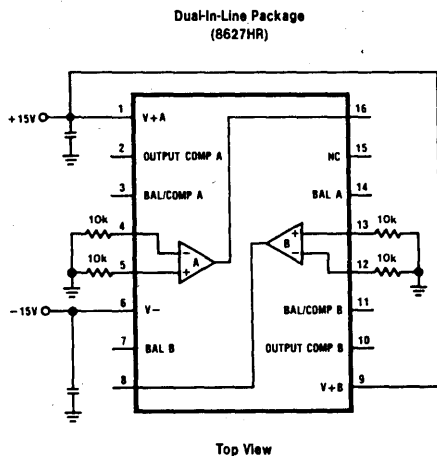 Dual-In-Line Package
(8627HR)
+15V
1
V+A
16
2
OUTPUT COMP A
NC
15
3
BAL/COMP A
BAL A
14
10k
4
−
A
B
+
13
10k
10k
5
+
−
12
10k
−15V
6
V−
BAL/COMP B
11
7
BAL B
OUTPUT COMP B
10
8
V+B
9
Top View